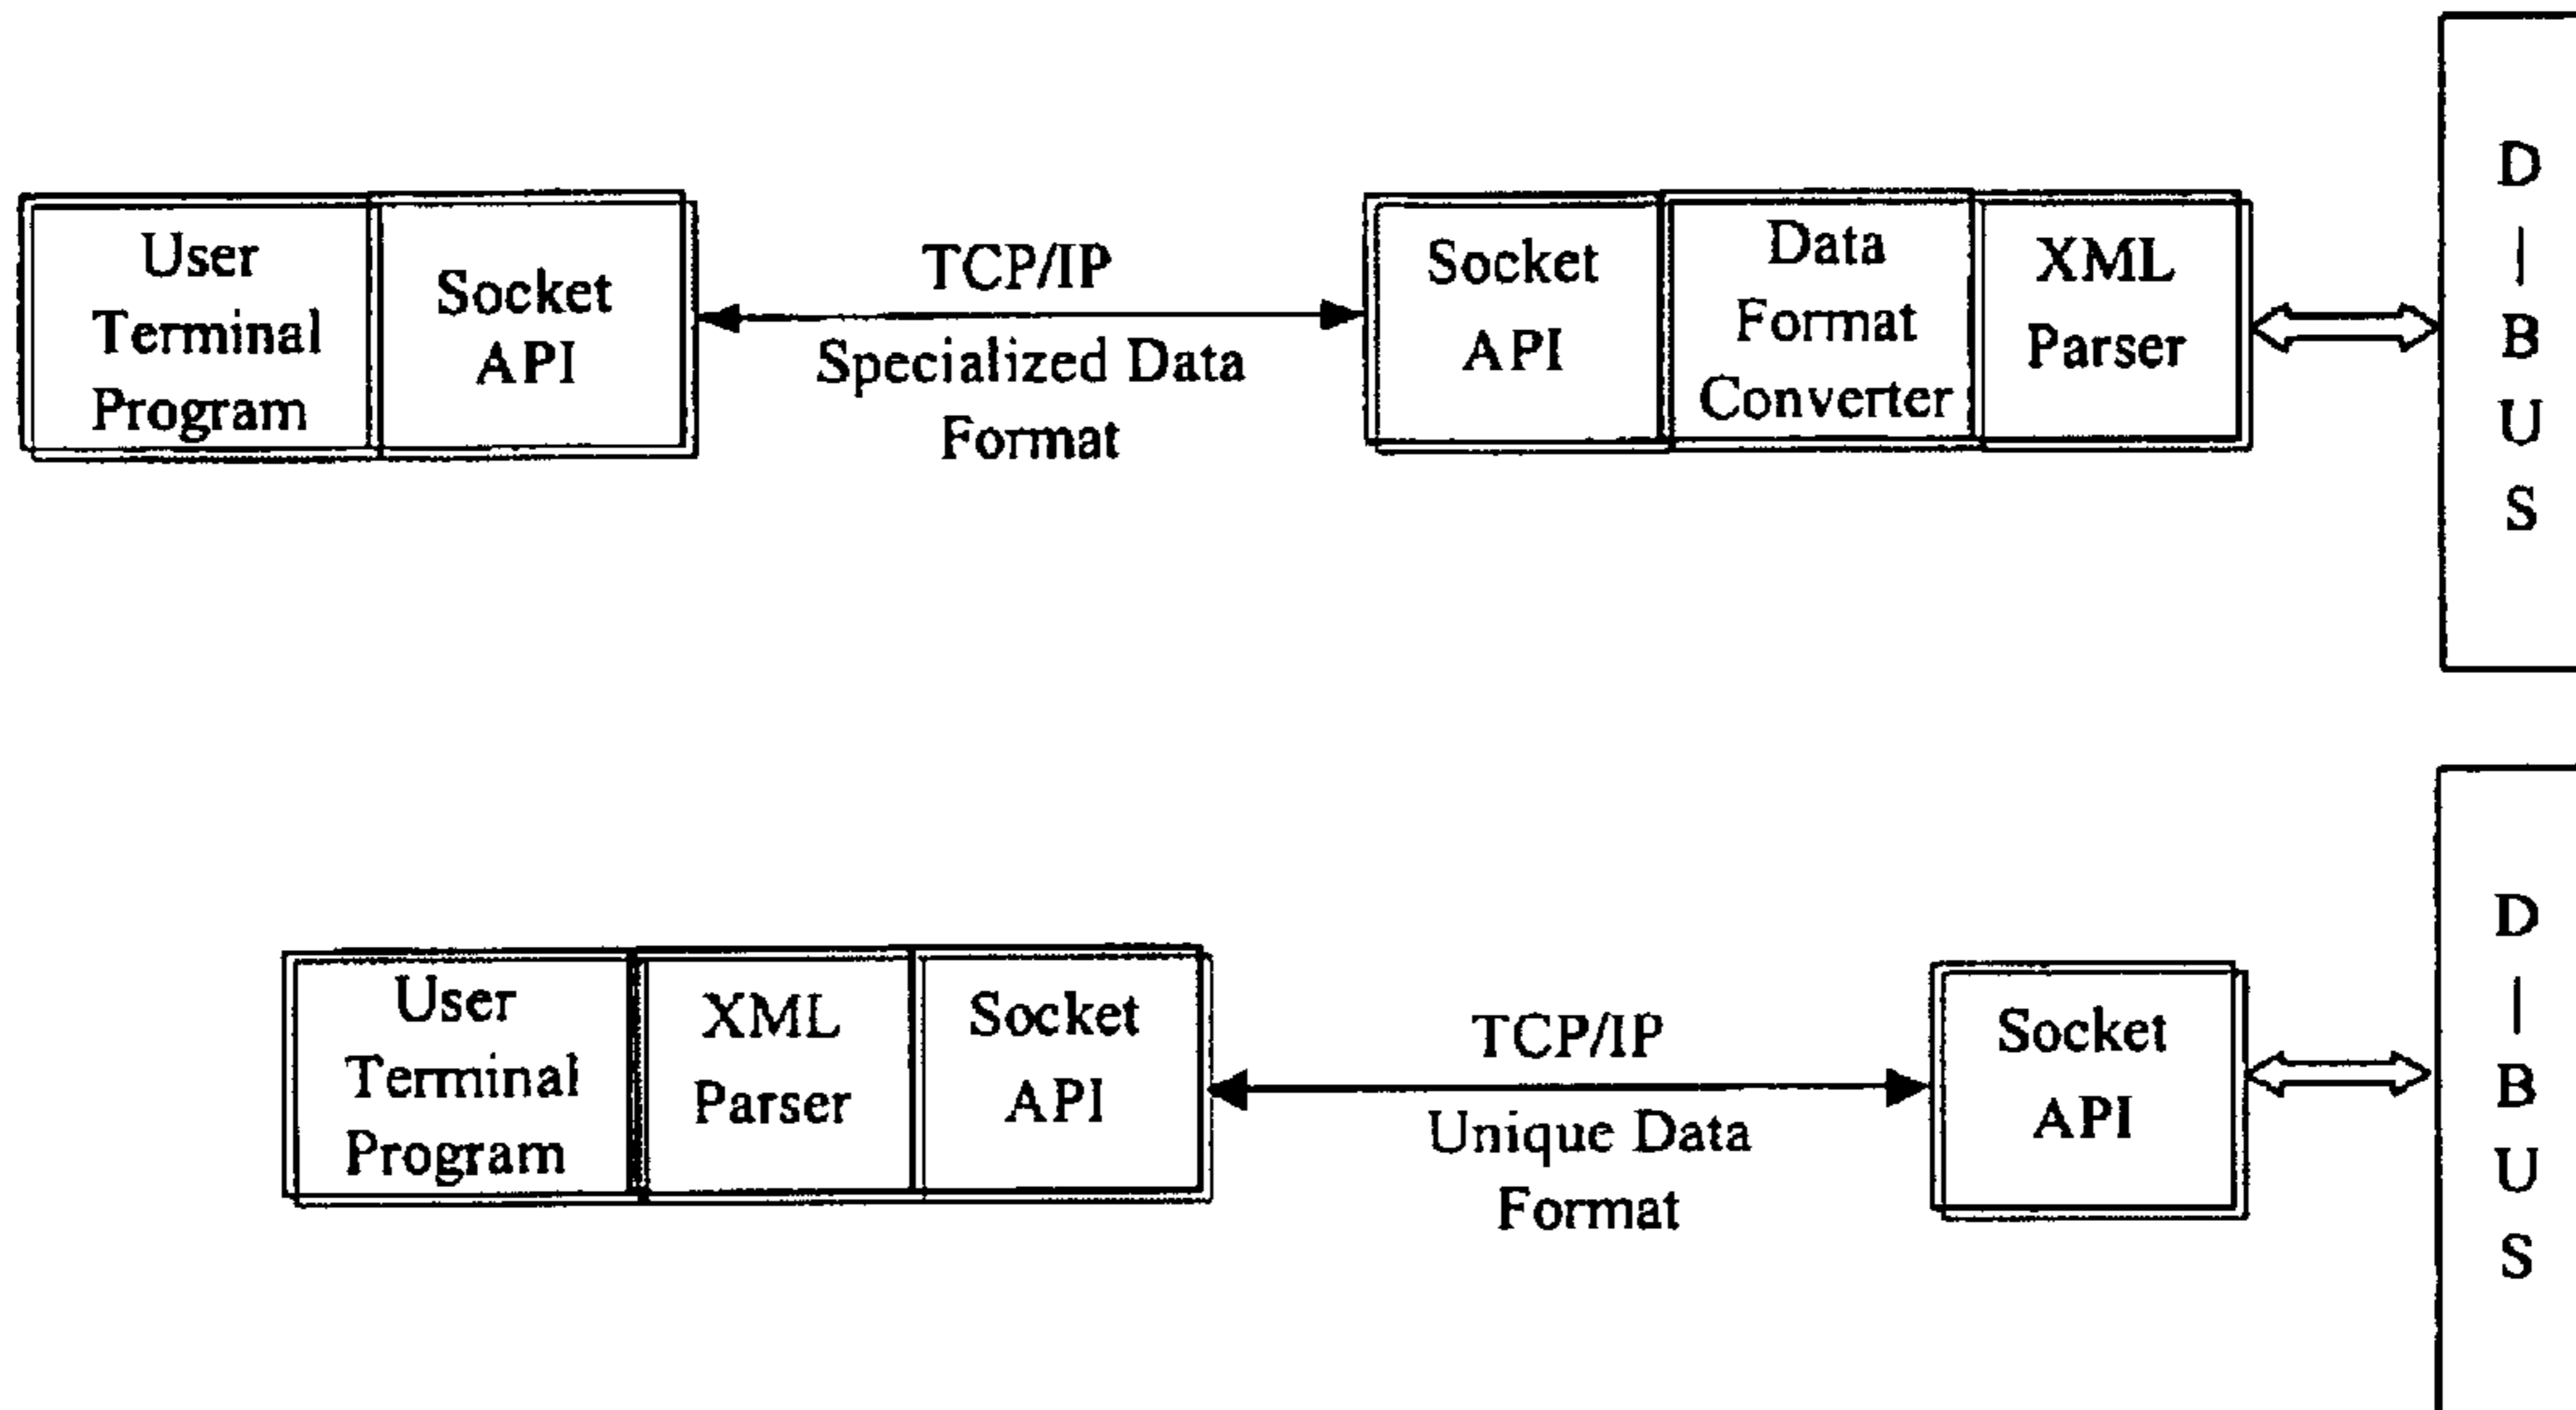 User
Terminal
Program
Socket
API
TCP/IP
Specialized Data
Format
Socket
API
Data
Format
Converter
XML
Parser
D
|
B
U
S
User
Terminal
Program
XML
Parser
Socket
API
TCP/IP
Unique Data
Format
Socket
API
D
|
B
U
S